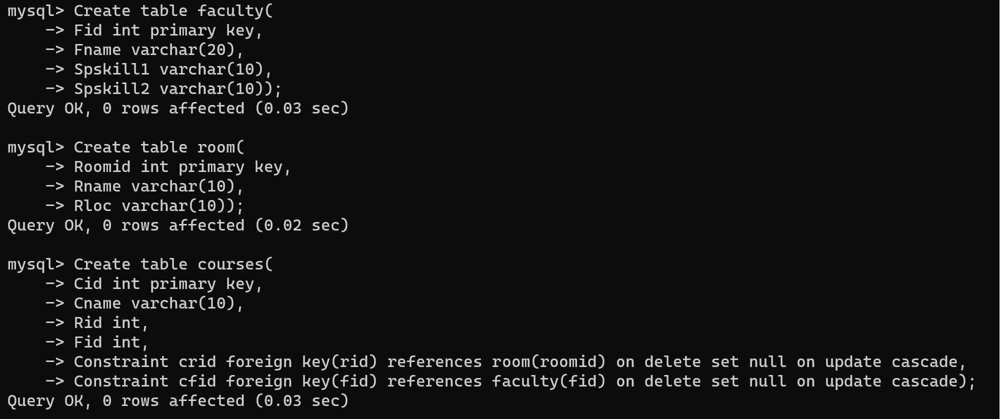 mysql> Create table faculty(
    -> Fid int primary key,
    -> Fname varchar(20),
    -> Spskill1 varchar(10),
    -> Spskill2 varchar(10));
Query OK, 0 rows affected (0.03 sec)

mysql> Create table room(
    -> Roomid int primary key,
    -> Rname varchar(10),
    -> Rloc varchar(10));
Query OK, 0 rows affected (0.02 sec)

mysql> Create table courses(
    -> Cid int primary key,
    -> Cname varchar(10),
    -> Rid int,
    -> Fid int,
    -> Constraint crid foreign key(rid) references room(roomid) on delete set null on update cascade,
    -> Constraint cfid foreign key(fid) references faculty(fid) on delete set null on update cascade);
Query OK, 0 rows affected (0.03 sec)